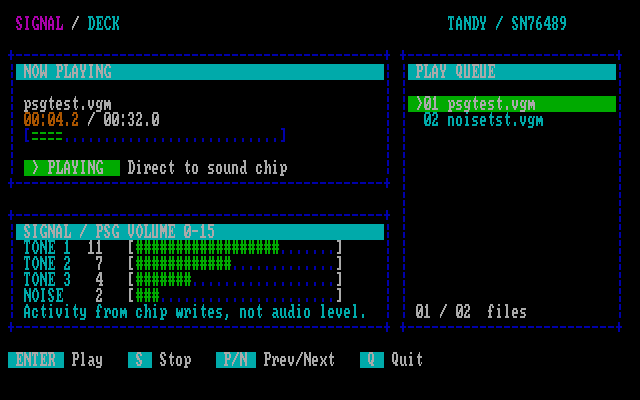 SIGNAL / DECK
TANDY / SN76489
NOW PLAYING
psgtest.vgm
00:04.2 / 00:32.0
[====............................]
> PLAYING Direct to sound chip
SIGNAL / PSG VOLUME 0-15
TONE 1 11 [##################.......]
TONE 2 7 [############.............]
TONE 3 4 [#######..................]
NOISE 2 [###......................]
Activity from chip writes, not audio level.
PLAY QUEUE
>01 psgtest.vgm
02 noisetst.vgm
01 / 02 files
ENTER Play S Stop P/N Prev/Next Q Quit